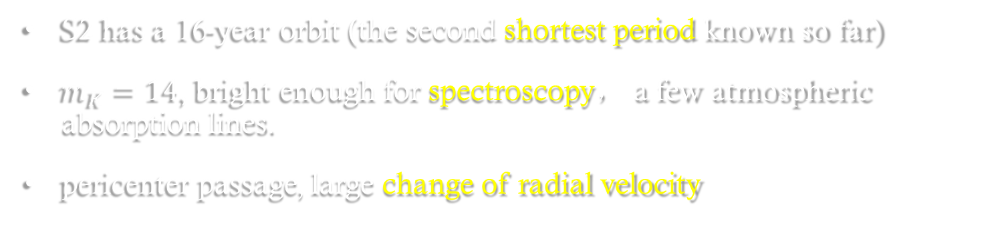 • S2 has a 16-year orbit (the second shortest period known so far)
• m_K = 14, bright enough for spectroscopy， a few atmospheric
absorption lines.
• pericenter passage, large change of radial velocity